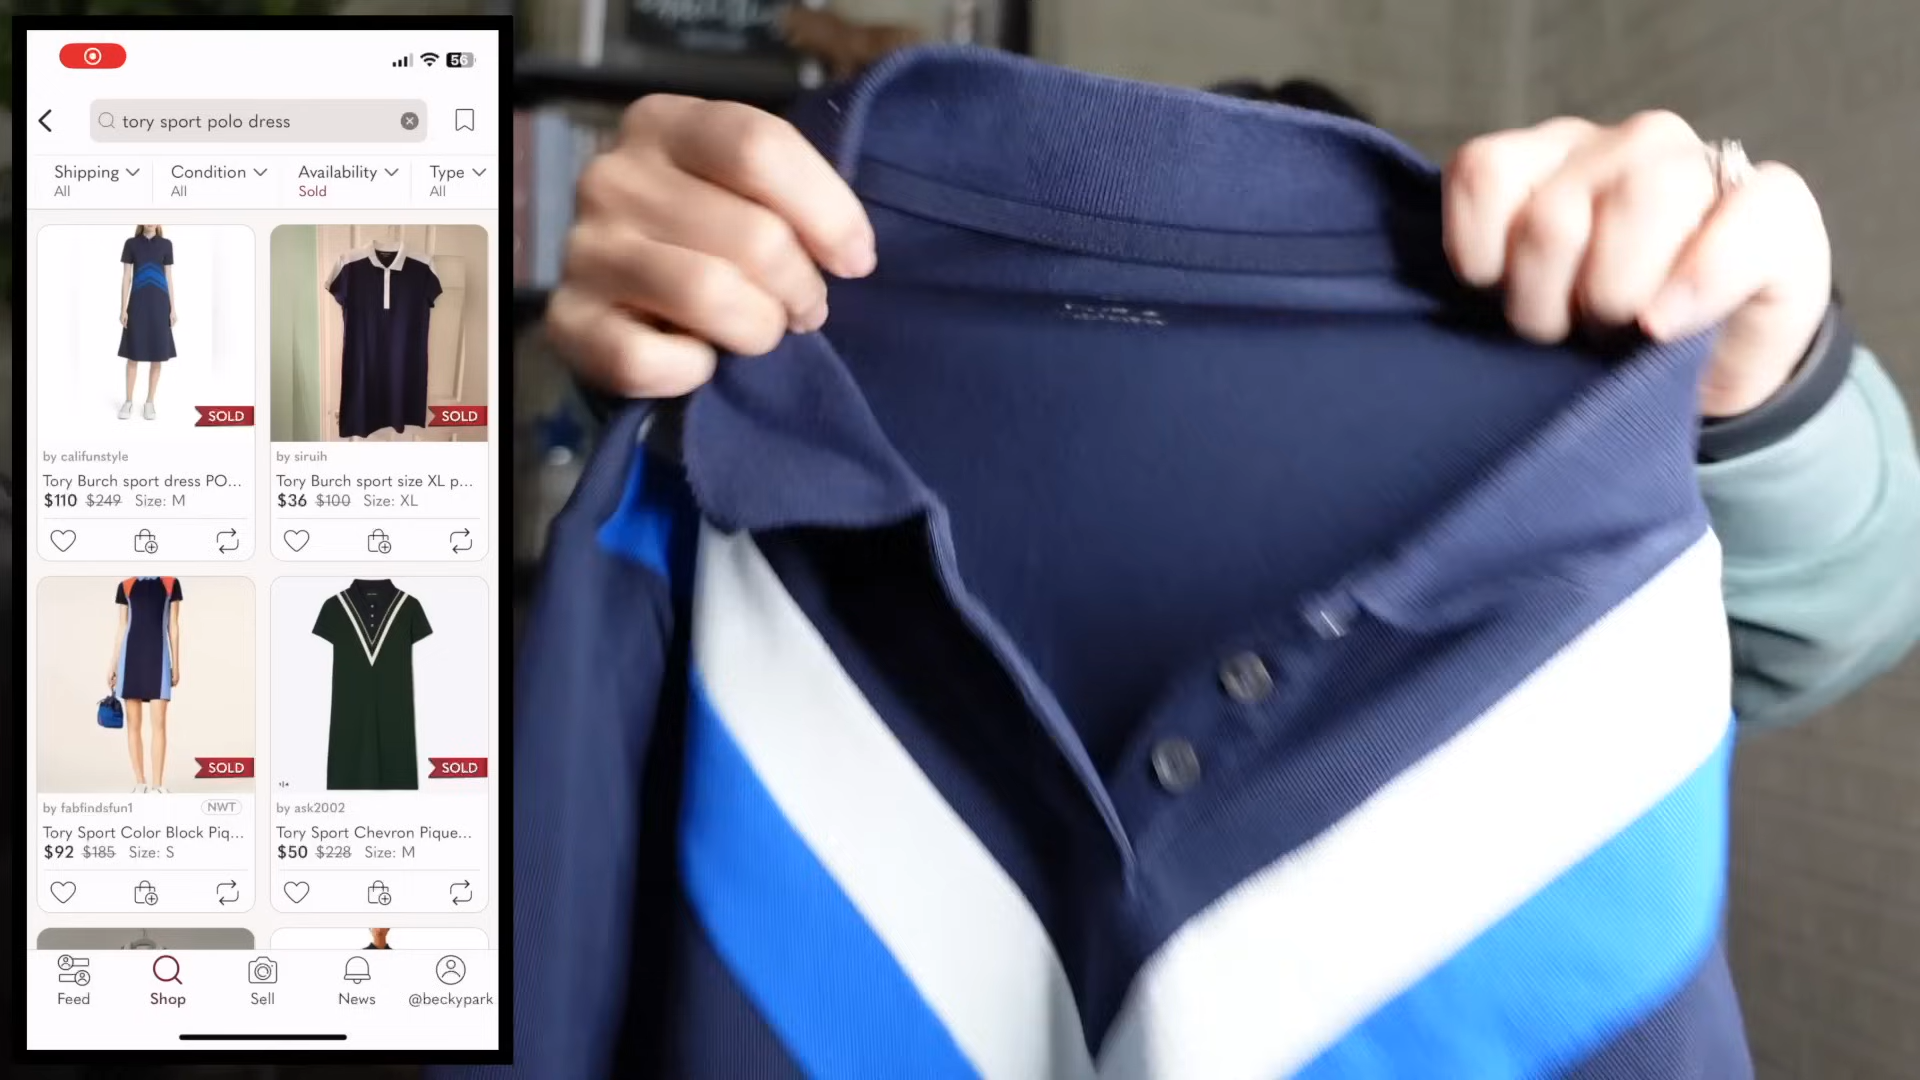 56
tory sport polo dress
Shipping
All
Condition
All
Availability
Sold
Type
All
SOLD
SOLD
by califunstyle
Tory Burch sport dress PO...
$110 $249 Size: M
by siruih
Tory Burch sport size XL p...
$36 $100 Size: XL
SOLD
SOLD
by fabfindsfun1
NWT
Tory Sport Color Block Piq...
$92 $185 Size: S
by ask2002
Tory Sport Chevron Pique...
$50 $228 Size: M
Feed
Shop
Sell
News
@beckypark